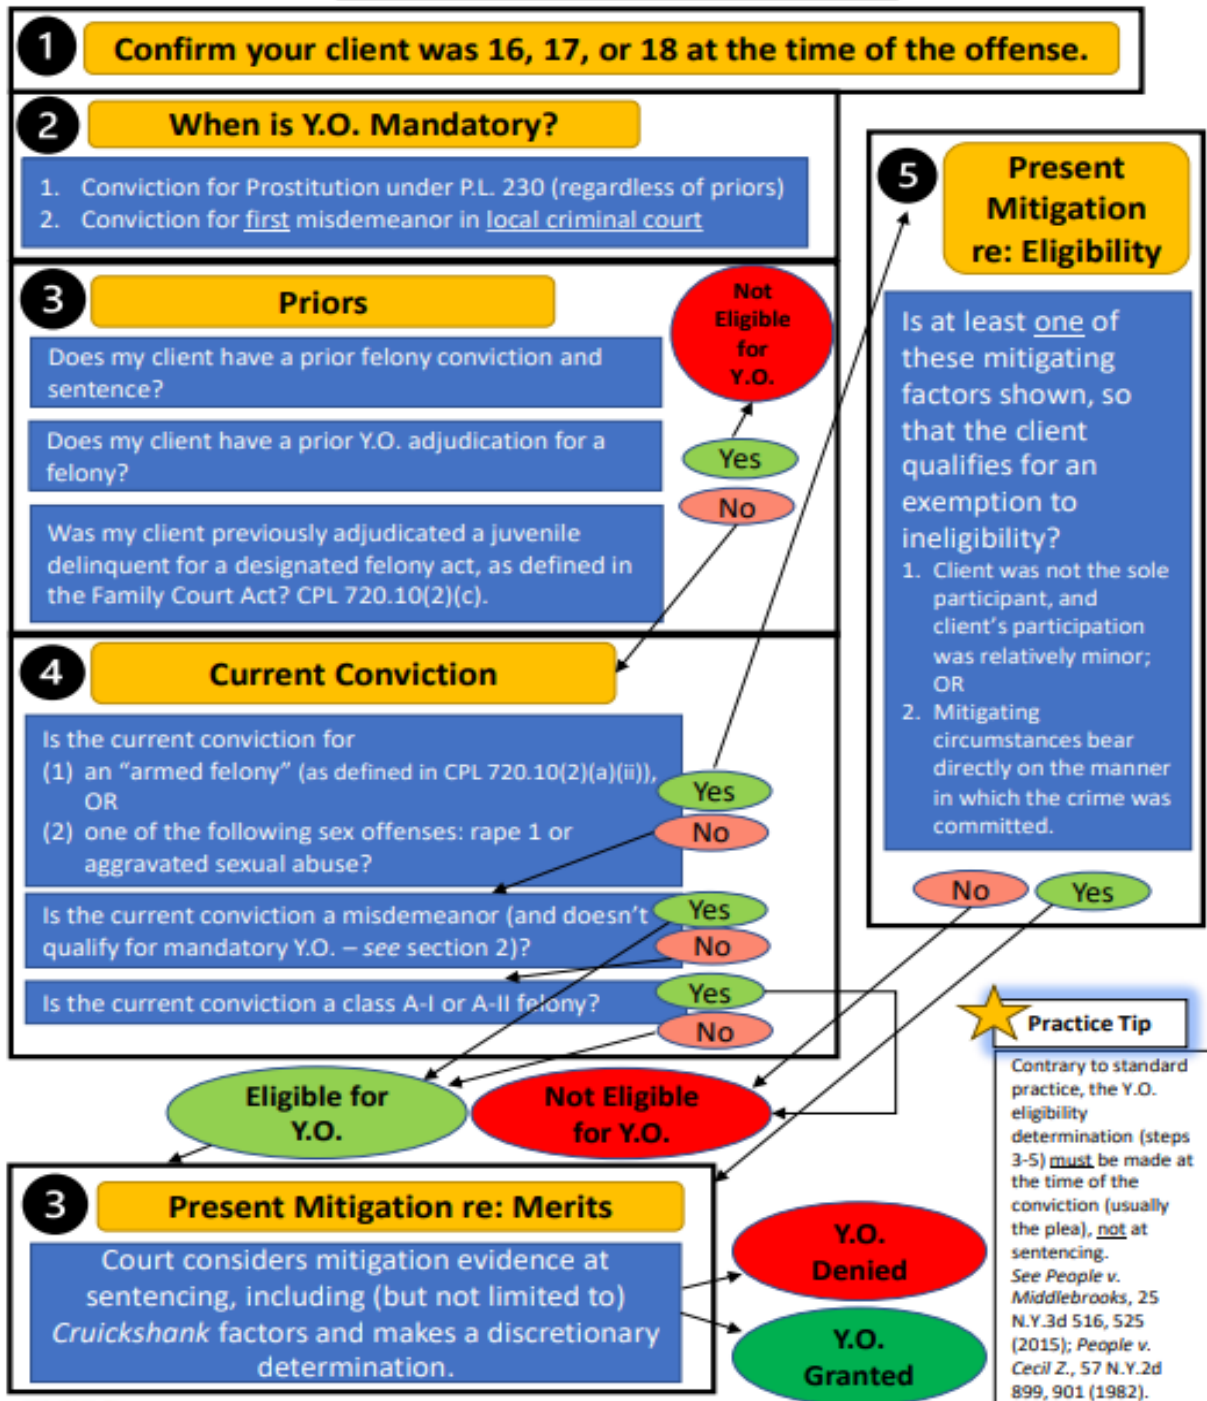 1
Confirm your client was 16, 17, or 18 at the time of the offense.
2
When is Y.O. Mandatory?
1. Conviction for Prostitution under P.L. 230 (regardless of priors)
2. Conviction for first misdemeanor in local criminal court
3
Priors
Does my client have a prior felony conviction and
sentence?
Does my client have a prior Y.O. adjudication for a
felony?
Was my client previously adjudicated a juvenile
delinquent for a designated felony act, as defined in
the Family Court Act? CPL 720.10(2)(c).
Not
Eligible
for
Y.O.
Yes
No
4
Current Conviction
Is the current conviction for
(1) an “armed felony” (as defined in CPL 720.10(2)(a)(ii)),
OR
(2) one of the following sex offenses: rape 1 or
aggravated sexual abuse?
Yes
No
Is the current conviction a misdemeanor (and doesn’t
qualify for mandatory Y.O. – see section 2)?
Yes
No
Is the current conviction a class A-I or A-II felony?
Yes
No
5
Present
Mitigation
re: Eligibility
Is at least one of
these mitigating
factors shown, so
that the client
qualifies for an
exemption to
ineligibility?
1. Client was not the sole
participant, and
client’s participation
was relatively minor;
OR
2. Mitigating
circumstances bear
directly on the manner
in which the crime was
committed.
No
Yes
Eligible for
Y.O.
Not Eligible
for Y.O.
3
Present Mitigation re: Merits
Court considers mitigation evidence at
sentencing, including (but not limited to)
Cruickshank factors and makes a discretionary
determination.
Y.O.
Denied
Y.O.
Granted
Practice Tip
Contrary to standard
practice, the Y.O.
eligibility
determination (steps
3-5) must be made at
the time of the
conviction (usually
the plea), not at
sentencing.
See People v.
Middlebrooks, 25
N.Y.3d 516, 525
(2015); People v.
Cecil Z., 57 N.Y.2d
899, 901 (1982).